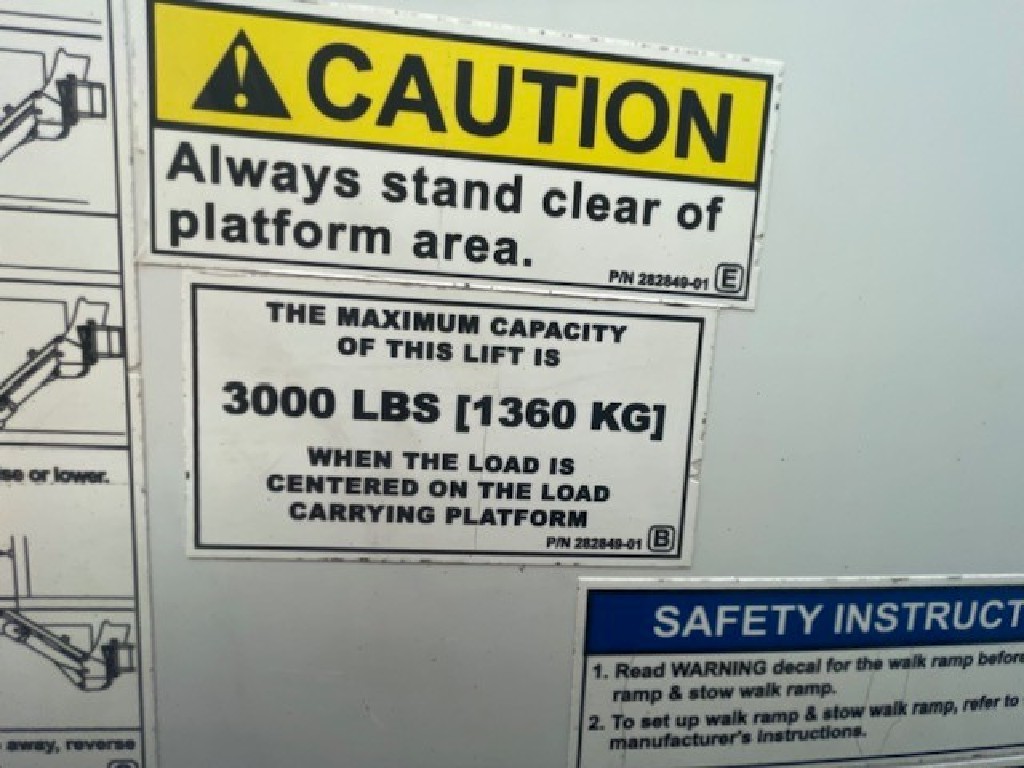 CAUTION
Always stand clear of
platform area.
P/N 282849-01 E
THE MAXIMUM CAPACITY
OF THIS LIFT IS
3000 LBS [1360 KG]
WHEN THE LOAD IS
CENTERED ON THE LOAD
CARRYING PLATFORM
P/N 282849-01 B
or lower.
away, reverse
SAFETY
1. Read WARNING decal for the walk ramp before
ramp & stow walk ramp.
2. To set up walk ramp & stow walk ramp, refer to
manufacturer's instructions.